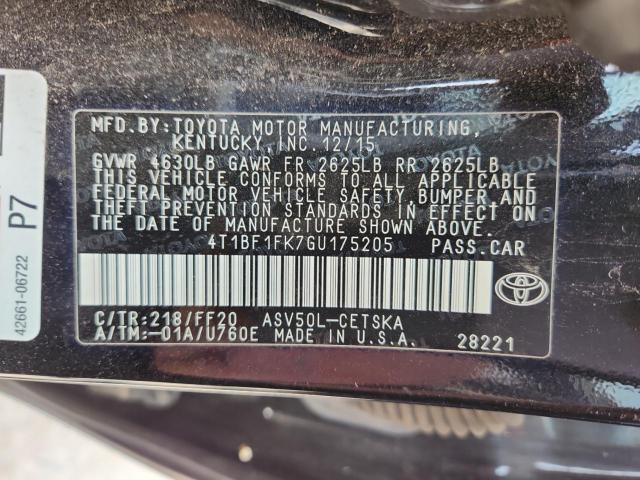 MFD.BY:TOYOTA MOTOR MANUFACTURING,
KENTUCKY,INC.12/15
GVWR 4630LB GAWR FR 2625LB RR 2625LB
THIS VEHICLE CONFORMS TO ALL APPLICABLE
FEDERAL MOTOR VEHICLE SAFETY,BUMPER,AND
THEFT PREVENTION STANDARDS IN EFFECT ON
THE DATE OF MANUFACTURE SHOWN ABOVE.
4T1BF1FK7GU175205 PASS.CAR
C/TR:218/FF20 ASV50L-CETSKA
A/TM:-01A/U760E MADE IN U.S.A. 28221
P7
42661-06722